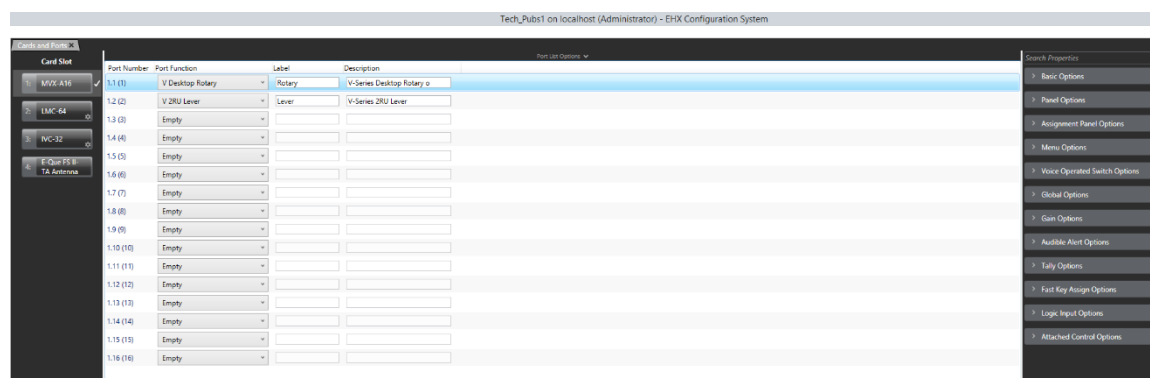 Tech_Pubs1 on localhost (Administrator) - EHX Configuration System
Cards and Ports X
Card Slot
1: MVX-A16
2: LMC-64
3: IVC-32
4: E-Que FS II-
TA Antenna
Port List Options
Port Number Port Function Label Description
1.1 (1) V Desktop Rotary Rotary V-Series Desktop Rotary o
1.2 (2) V 2RU Lever Lever V-Series 2RU Lever
1.3 (3) Empty
1.4 (4) Empty
1.5 (5) Empty
1.6 (6) Empty
1.7 (7) Empty
1.8 (8) Empty
1.9 (9) Empty
1.10 (10) Empty
1.11 (11) Empty
1.12 (12) Empty
1.13 (13) Empty
1.14 (14) Empty
1.15 (15) Empty
1.16 (16) Empty
Search Properties
> Basic Options
> Panel Options
> Assignment Panel Options
> Menu Options
> Voice Operated Switch Options
> Global Options
> Gain Options
> Audible Alert Options
> Tally Options
> Fast Key Assign Options
> Logic Input Options
> Attached Control Options